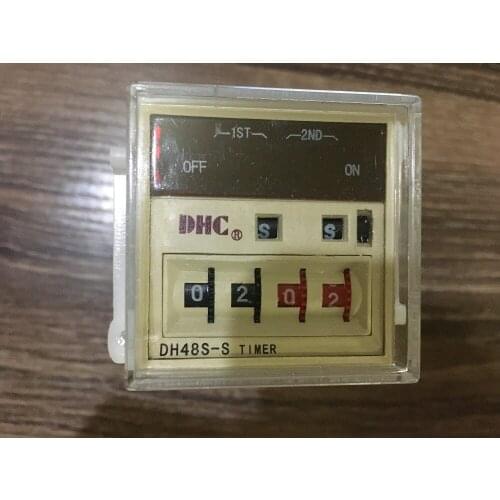 1ST 2ND
OFF ON
DHC ® S S
0 2 0 2
DH48S-S TIMER